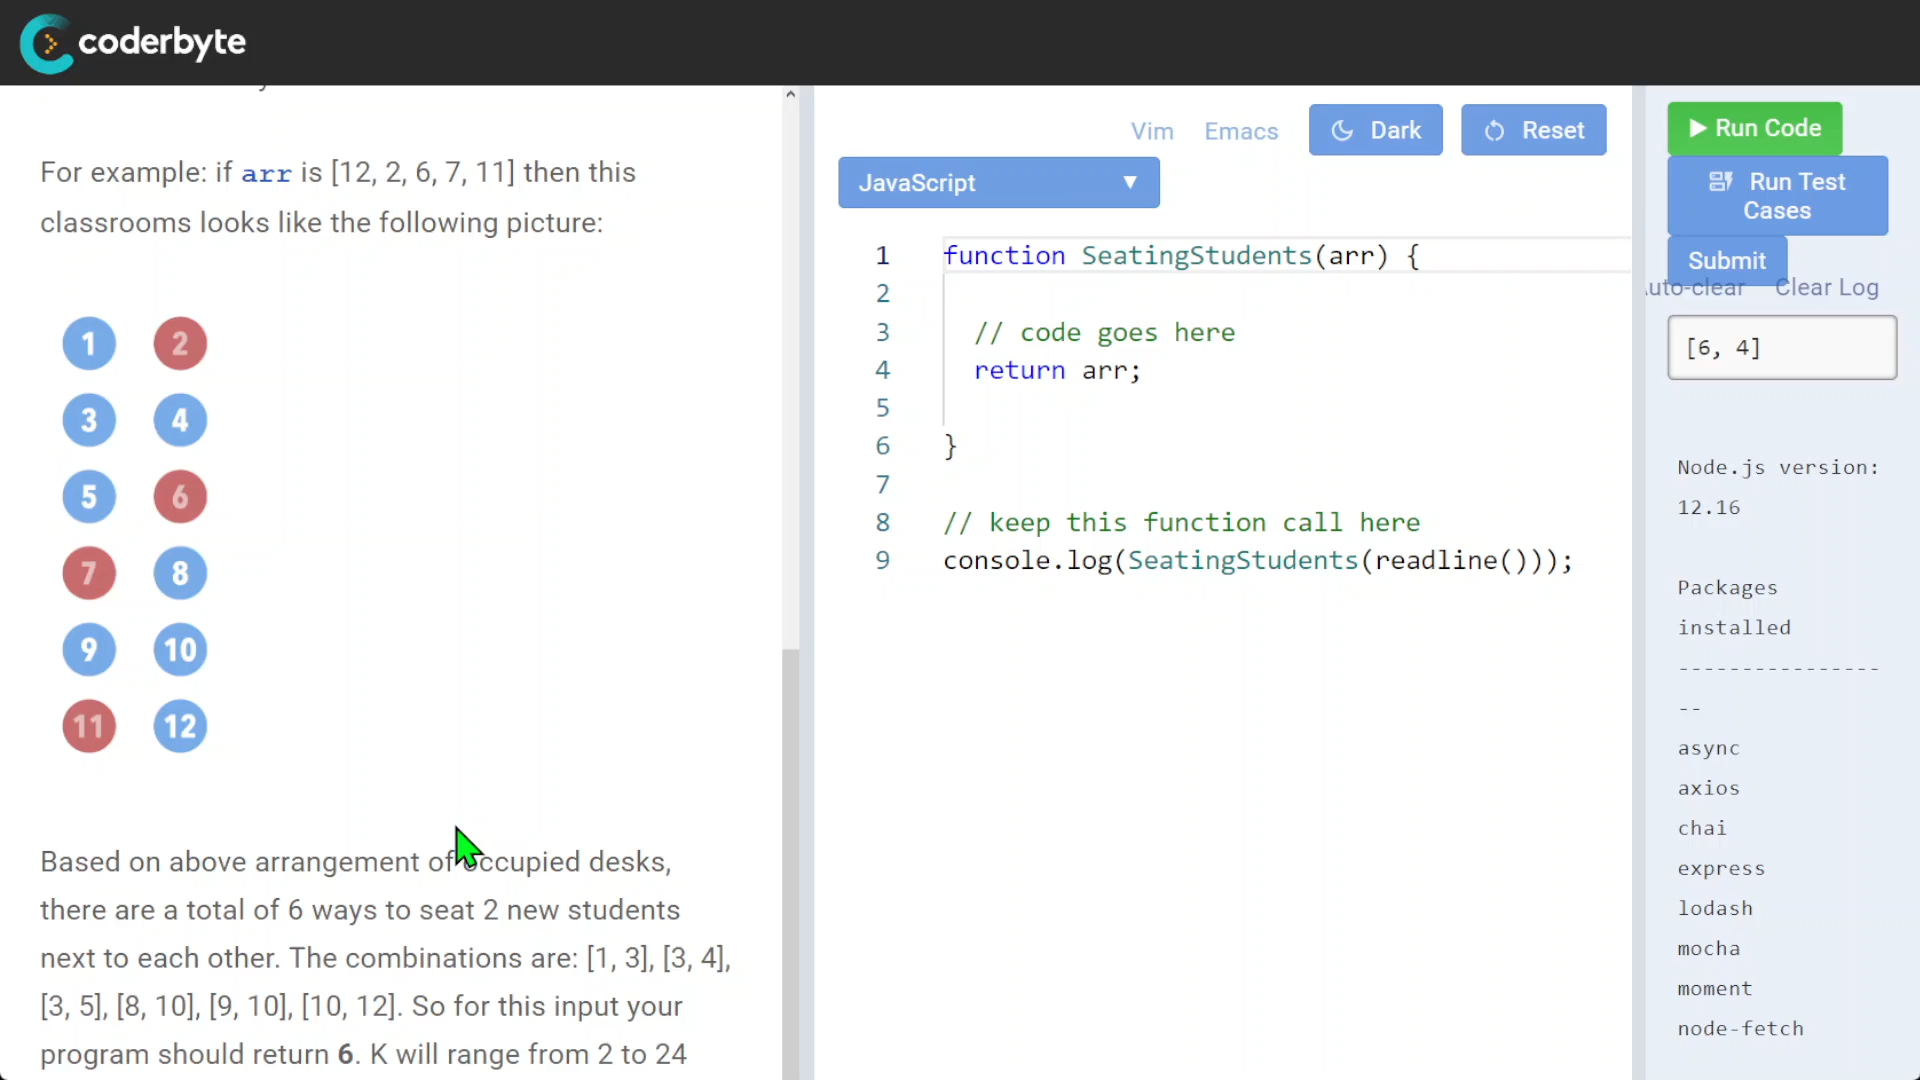 coderbyte
For example: if arr is [12, 2, 6, 7, 11] then this
classrooms looks like the following picture:
1 2
3 4
5 6
7 8
9 10
11 12
Based on above arrangement of occupied desks,
there are a total of 6 ways to seat 2 new students
next to each other. The combinations are: [1, 3], [3, 4],
[3, 5], [8, 10], [9, 10], [10, 12]. So for this input your
program should return 6. K will range from 2 to 24
Vim Emacs Dark Reset
JavaScript
1 function SeatingStudents(arr) {
2
3 // code goes here
4 return arr;
5
6 }
7
8 // keep this function call here
9 console.log(SeatingStudents(readline()));
Run Code
Run Test
Cases
Submit
Auto-clear Clear Log
[6, 4]
Node.js version:
12.16
Packages
installed
----------------
--
async
axios
chai
express
lodash
mocha
moment
node-fetch